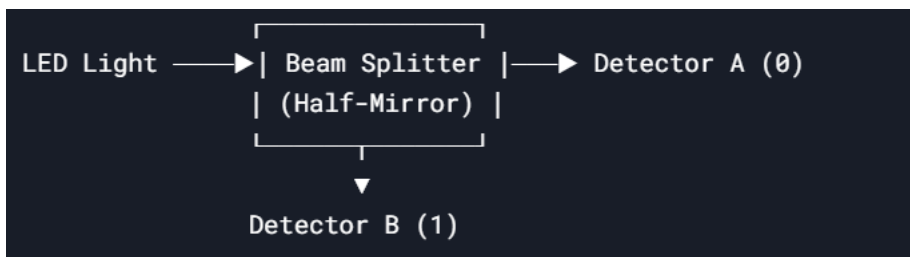 LED Light ───▶| Beam Splitter |──▶ Detector A (0)
| (Half-Mirror) |
▼
Detector B (1)